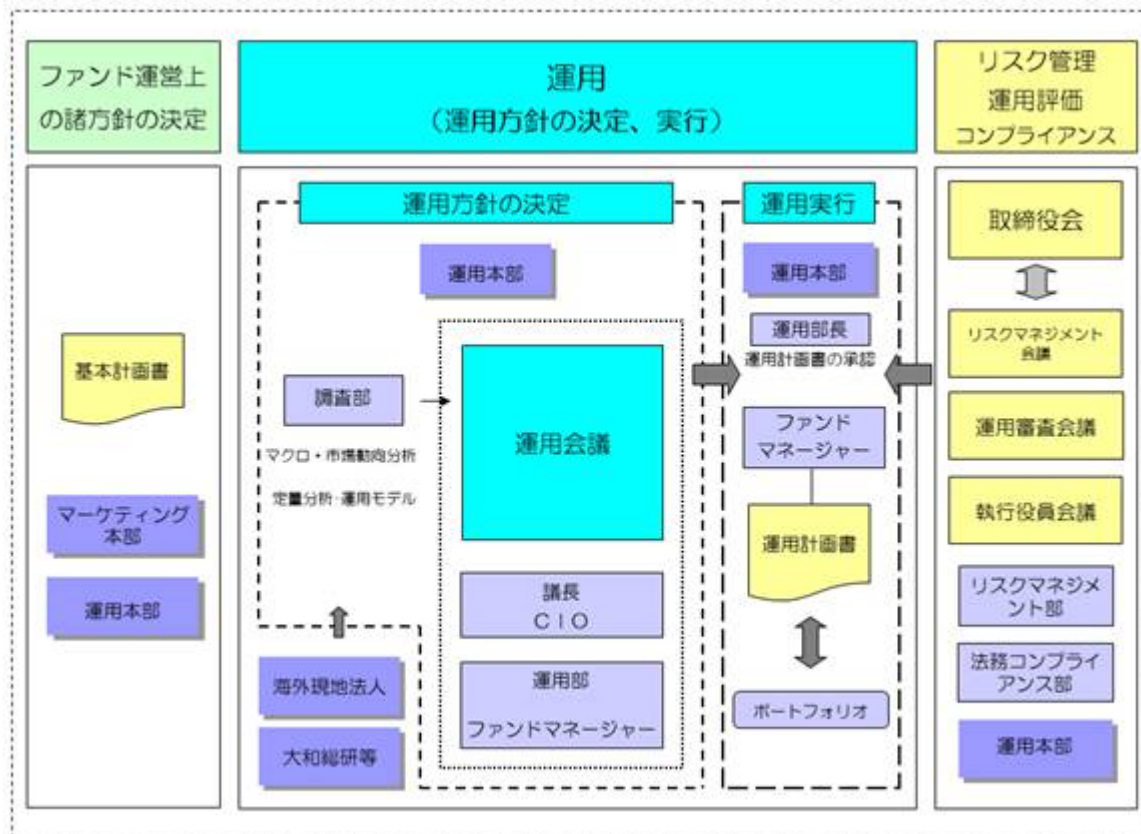 ファンド運営上
の諸方針の決定
運用
（運用方針の決定、実行）
リスク管理
運用評価
コンプライアンス
基本計画書
マーケティング
本部
運用本部
運用方針の決定
運用本部
調査部
マクロ・市場動向分析
定量分析･運用モデル
運用会議
議長
ＣＩＯ
運用部
ファンドマネージャー
海外現地法人
大和総研等
運用実行
運用本部
運用部長
運用計画書の承認
ファンド
マネージャー
運用計画書
ポートフォリオ
取締役会
リスクマネジメント
会議
運用審査会議
執行役員会議
リスクマネジメ
ント部
法務コンプライ
アンス部
運用本部